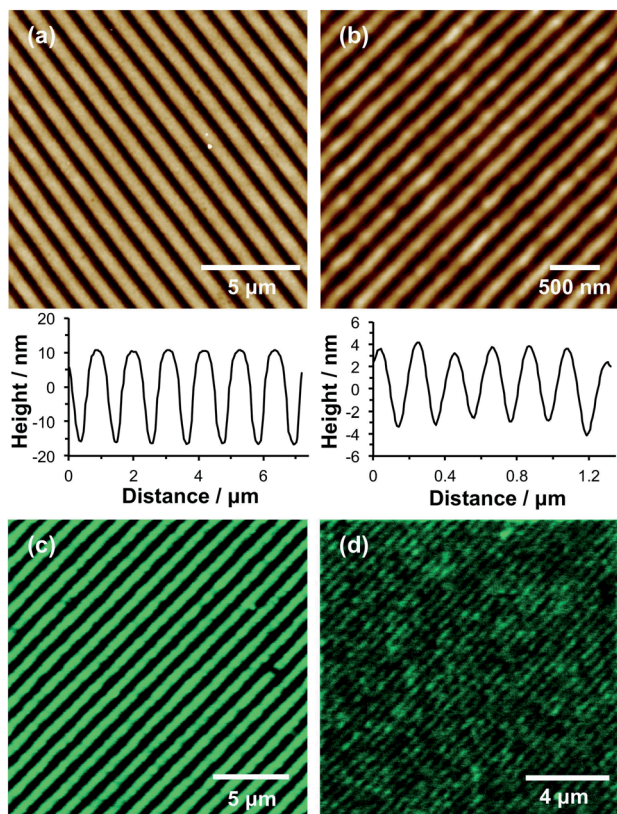 (a)
(b)
5 µm
500 nm
20
10
0
-10
-20
Height / nm
0
2
4
6
Distance / µm
6
4
2
0
-2
-4
-6
Height / nm
0
0.4
0.8
1.2
Distance / µm
(c)
(d)
5 µm
4 µm